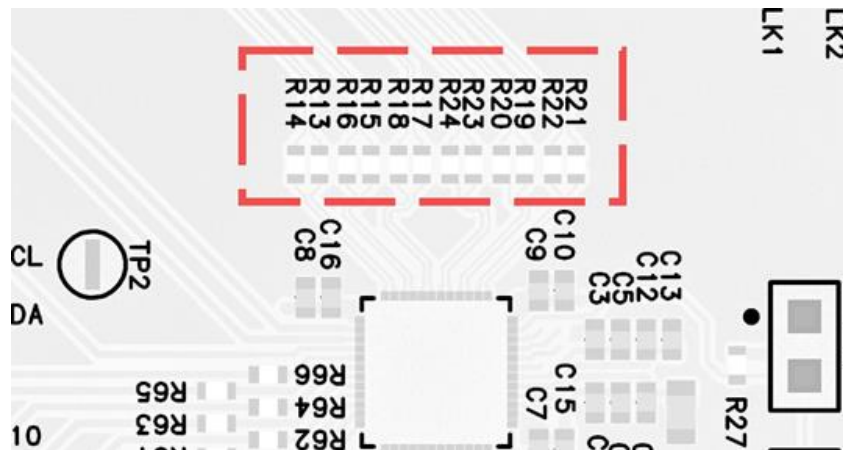 LK1
LK2
R14
R13
R16
R15
R18
R17
R24
R23
R20
R19
R22
R21
C8
C16
C9
C10
CL
TP2
C3
C5
C12
C13
DA
R66
R65
R64
R63
C7
C15
R27
10
R62